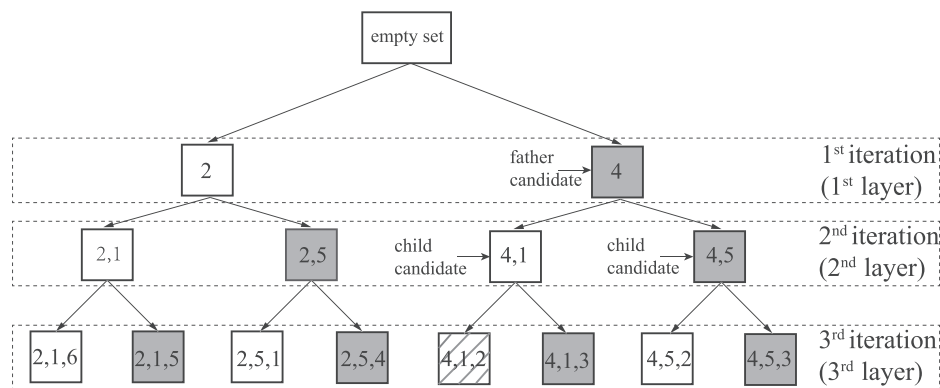 empty set
2
father
candidate
4
1st iteration
(1st layer)
2,1
2,5
child
candidate
4,1
child
candidate
4,5
2nd iteration
(2nd layer)
2,1,6
2,1,5
2,5,1
2,5,4
4,1,2
4,1,3
4,5,2
4,5,3
3rd iteration
(3rd layer)